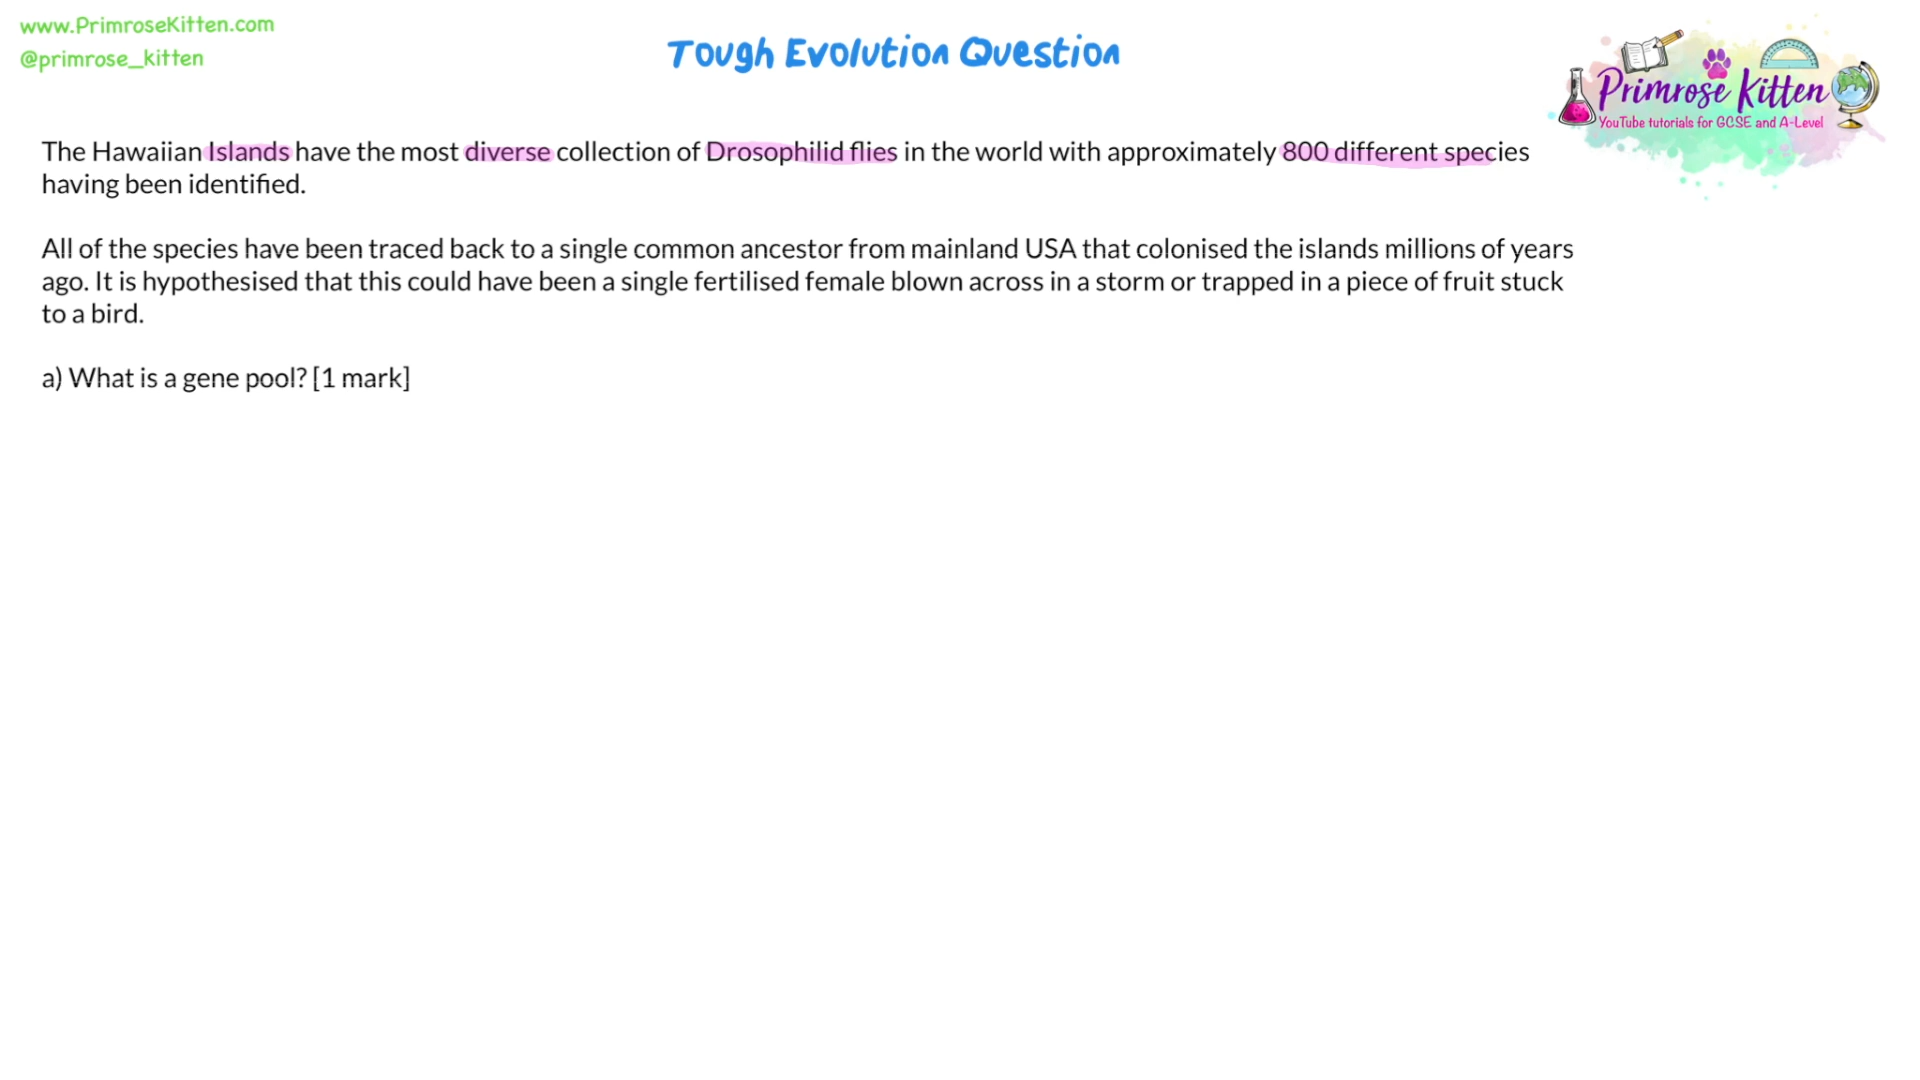 www.PrimroseKitten.com
@primrose_kitten
Tough Evolution Question
Primrose Kitten
YouTube tutorials for GCSE and A-Level
The Hawaiian Islands have the most diverse collection of Drosophilid flies in the world with approximately 800 different species
having been identified.
All of the species have been traced back to a single common ancestor from mainland USA that colonised the islands millions of years
ago. It is hypothesised that this could have been a single fertilised female blown across in a storm or trapped in a piece of fruit stuck
to a bird.
a) What is a gene pool? [1 mark]